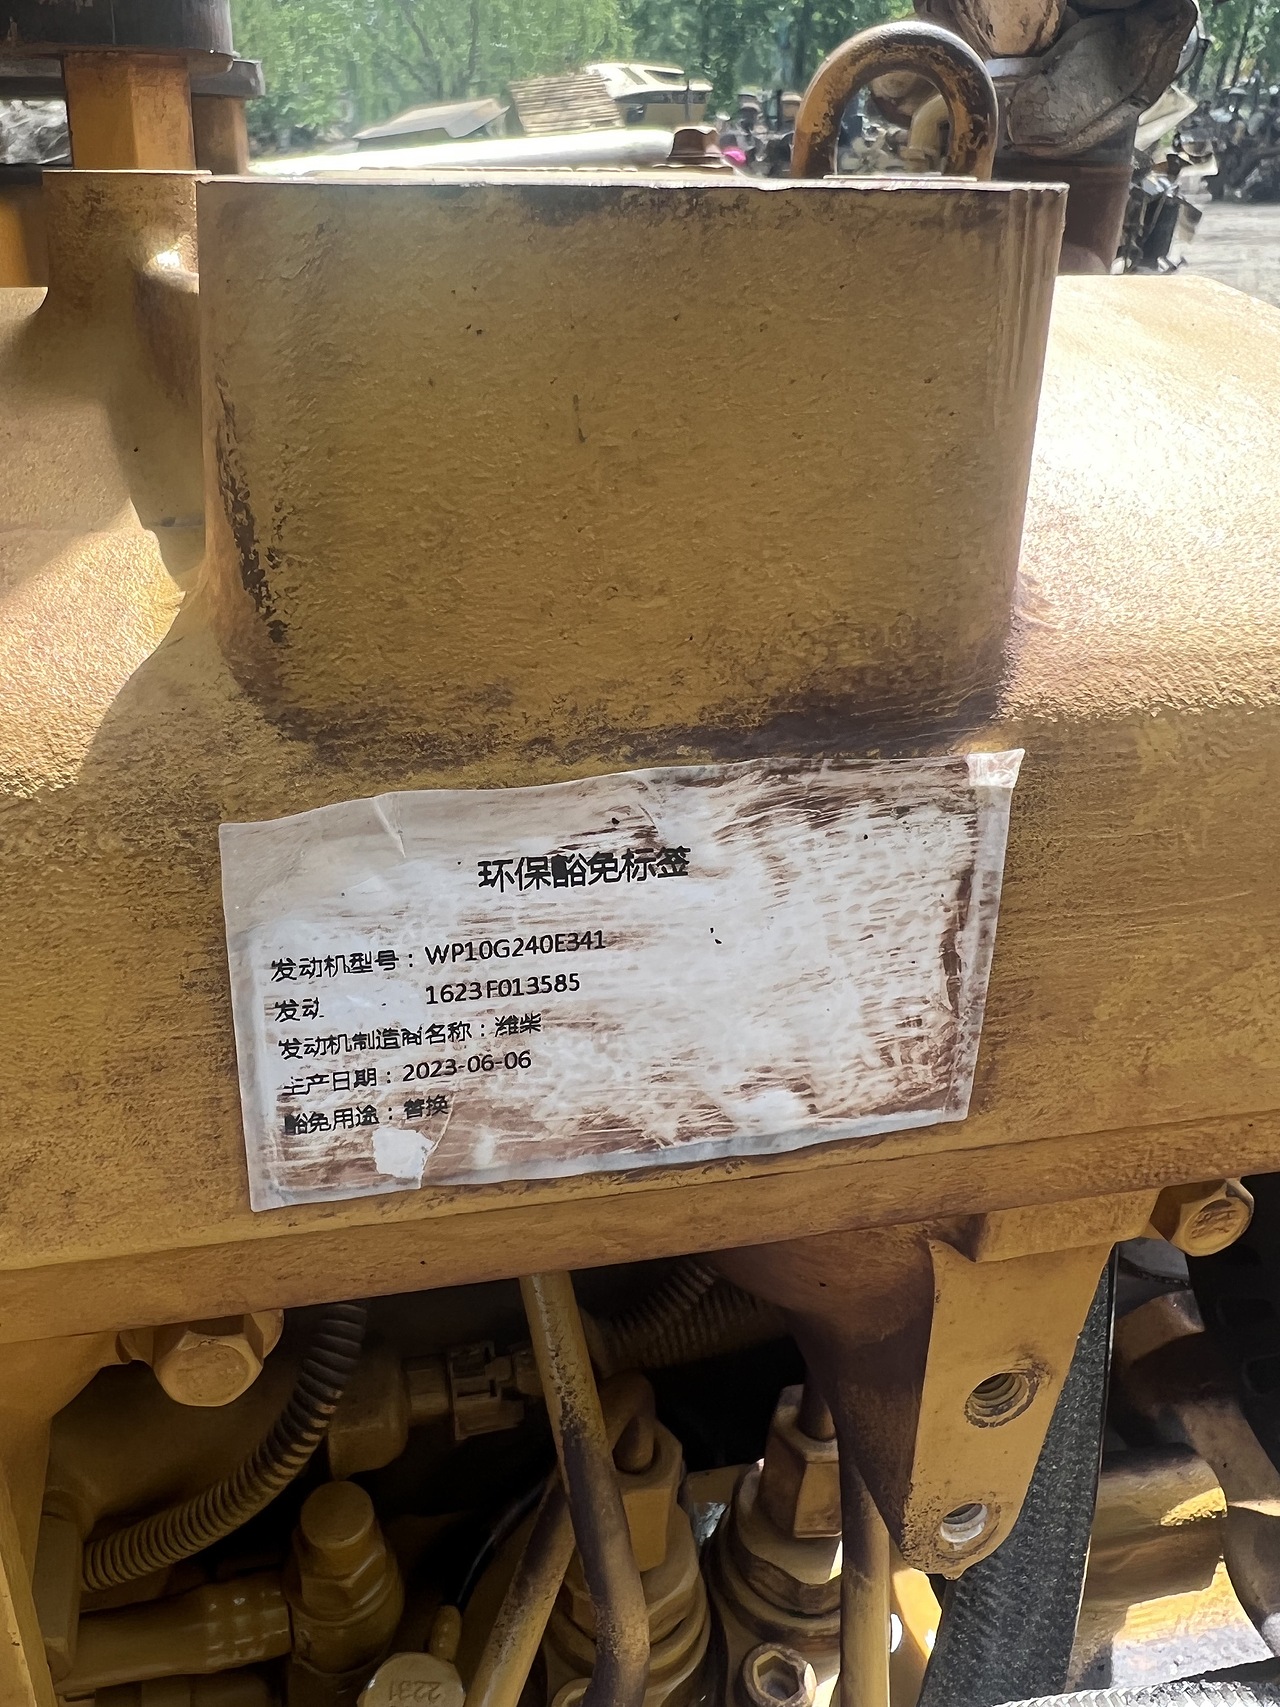 环保豁免标签
发动机型号：WP10G240E341
发动 1623F013585
发动机制造商名称：潍柴
生产日期：2023-06-06
豁免用途：替换
2231